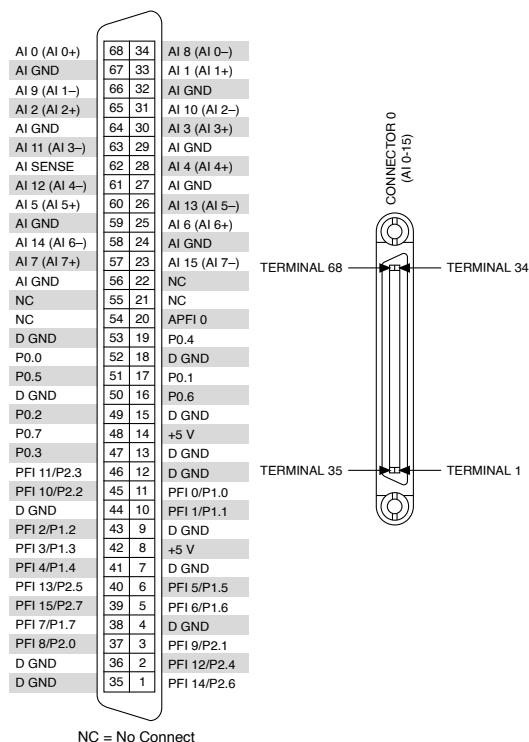 AI 0 (AI 0+) 68 34 AI 8 (AI 0–)
AI GND 67 33 AI 1 (AI 1+)
AI 9 (AI 1–) 66 32 AI GND
AI 2 (AI 2+) 65 31 AI 10 (AI 2–)
AI GND 64 30 AI 3 (AI 3+)
AI 11 (AI 3–) 63 29 AI GND
AI SENSE 62 28 AI 4 (AI 4+)
AI 12 (AI 4–) 61 27 AI GND
AI 5 (AI 5+) 60 26 AI 13 (AI 5–)
AI GND 59 25 AI 6 (AI 6+)
AI 14 (AI 6–) 58 24 AI GND
AI 7 (AI 7+) 57 23 AI 15 (AI 7–)
AI GND 56 22 NC
NC 55 21 NC
NC 54 20 APFI 0
D GND 53 19 P0.4
P0.0 52 18 D GND
P0.5 51 17 P0.1
D GND 50 16 P0.6
P0.2 49 15 D GND
P0.7 48 14 +5 V
P0.3 47 13 D GND
PFI 11/P2.3 46 12 D GND
PFI 10/P2.2 45 11 PFI 0/P1.0
D GND 44 10 PFI 1/P1.1
PFI 2/P1.2 43 9 D GND
PFI 3/P1.3 42 8 +5 V
PFI 4/P1.4 41 7 D GND
PFI 13/P2.5 40 6 PFI 5/P1.5
PFI 15/P2.7 39 5 PFI 6/P1.6
PFI 7/P1.7 38 4 D GND
PFI 8/P2.0 37 3 PFI 9/P2.1
D GND 36 2 PFI 12/P2.4
D GND 35 1 PFI 14/P2.6
NC = No Connect
CONNECTOR 0
(AI 0-15)
TERMINAL 68
TERMINAL 34
TERMINAL 35
TERMINAL 1